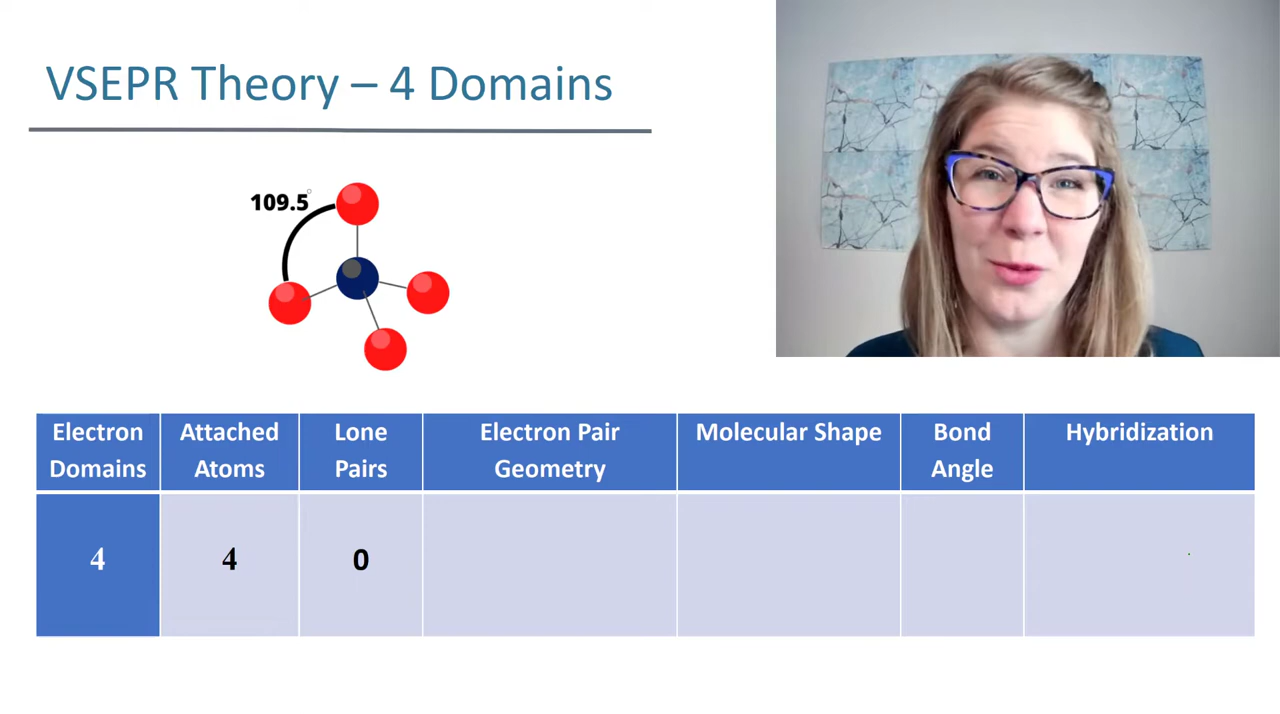 VSEPR Theory – 4 Domains
109.5°
Electron Domains
Attached Atoms
Lone Pairs
Electron Pair Geometry
Molecular Shape
Bond Angle
Hybridization
4
4
0